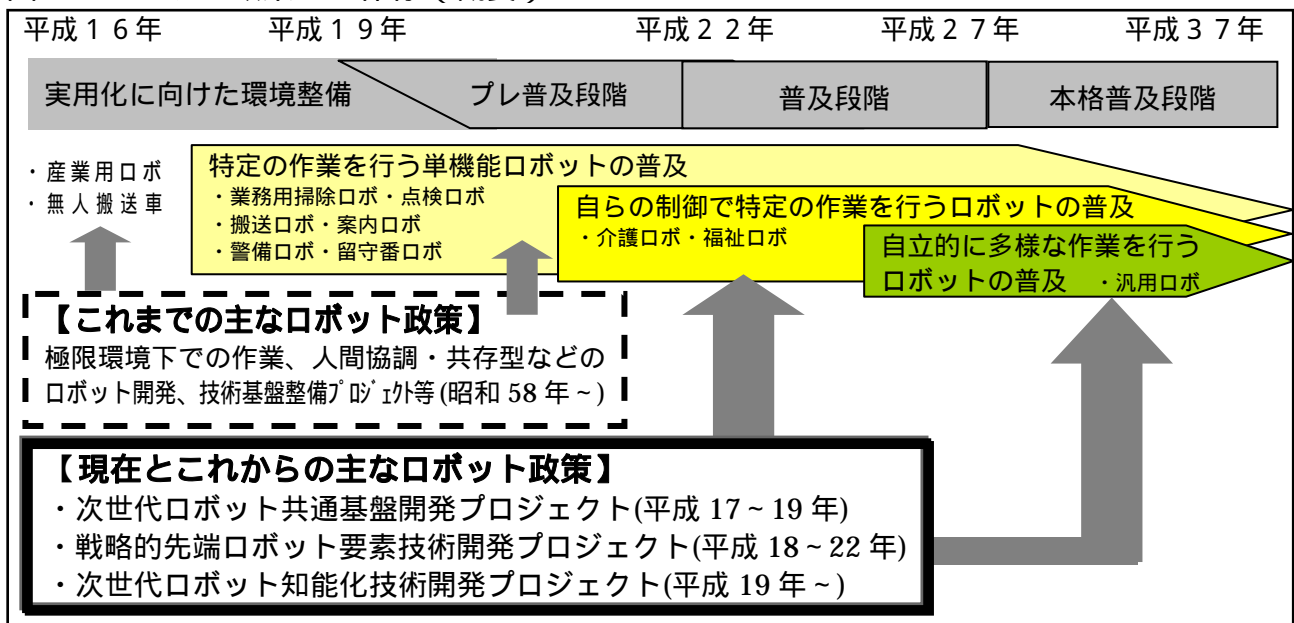 平成１６年 平成１９年 平成２２年 平成２７年 平成３７年
実用化に向けた環境整備 プレ普及段階 普及段階 本格普及段階
・産業用ロボ
・無人搬送車
特定の作業を行う単機能ロボットの普及
・業務用掃除ロボ・点検ロボ
・搬送ロボ・案内ロボ
・警備ロボ・留守番ロボ
自らの制御で特定の作業を行うロボットの普及
・介護ロボ・福祉ロボ
自立的に多様な作業を行う
ロボットの普及 ・汎用ロボ
【これまでの主なロボット政策】
極限環境下での作業、人間協調・共存型などの
ロボット開発、技術基盤整備ﾌﾟﾛｼﾞｪｸﾄ等(昭和 58 年～)
【現在とこれからの主なロボット政策】
・次世代ロボット共通基盤開発プロジェクト(平成 17～19 年)
・戦略的先端ロボット要素技術開発プロジェクト(平成 18～22 年)
・次世代ロボット知能化技術開発プロジェクト(平成 19 年～)